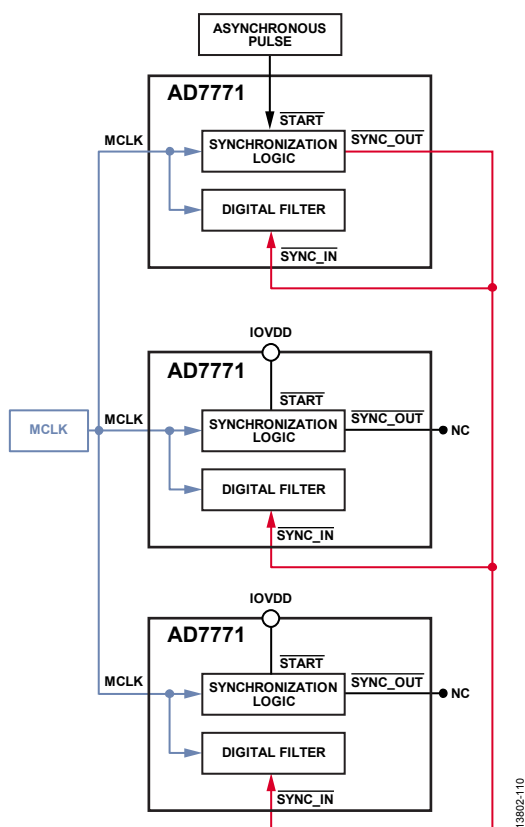 ASYNCHRONOUS
PULSE
AD7771
START
MCLK
SYNCHRONIZATION
LOGIC
SYNC_OUT
DIGITAL FILTER
SYNC_IN
IOVDD
AD7771
START
MCLK
MCLK
SYNCHRONIZATION
LOGIC
SYNC_OUT
NC
DIGITAL FILTER
SYNC_IN
IOVDD
AD7771
START
MCLK
SYNCHRONIZATION
LOGIC
SYNC_OUT
NC
DIGITAL FILTER
SYNC_IN
13802-110